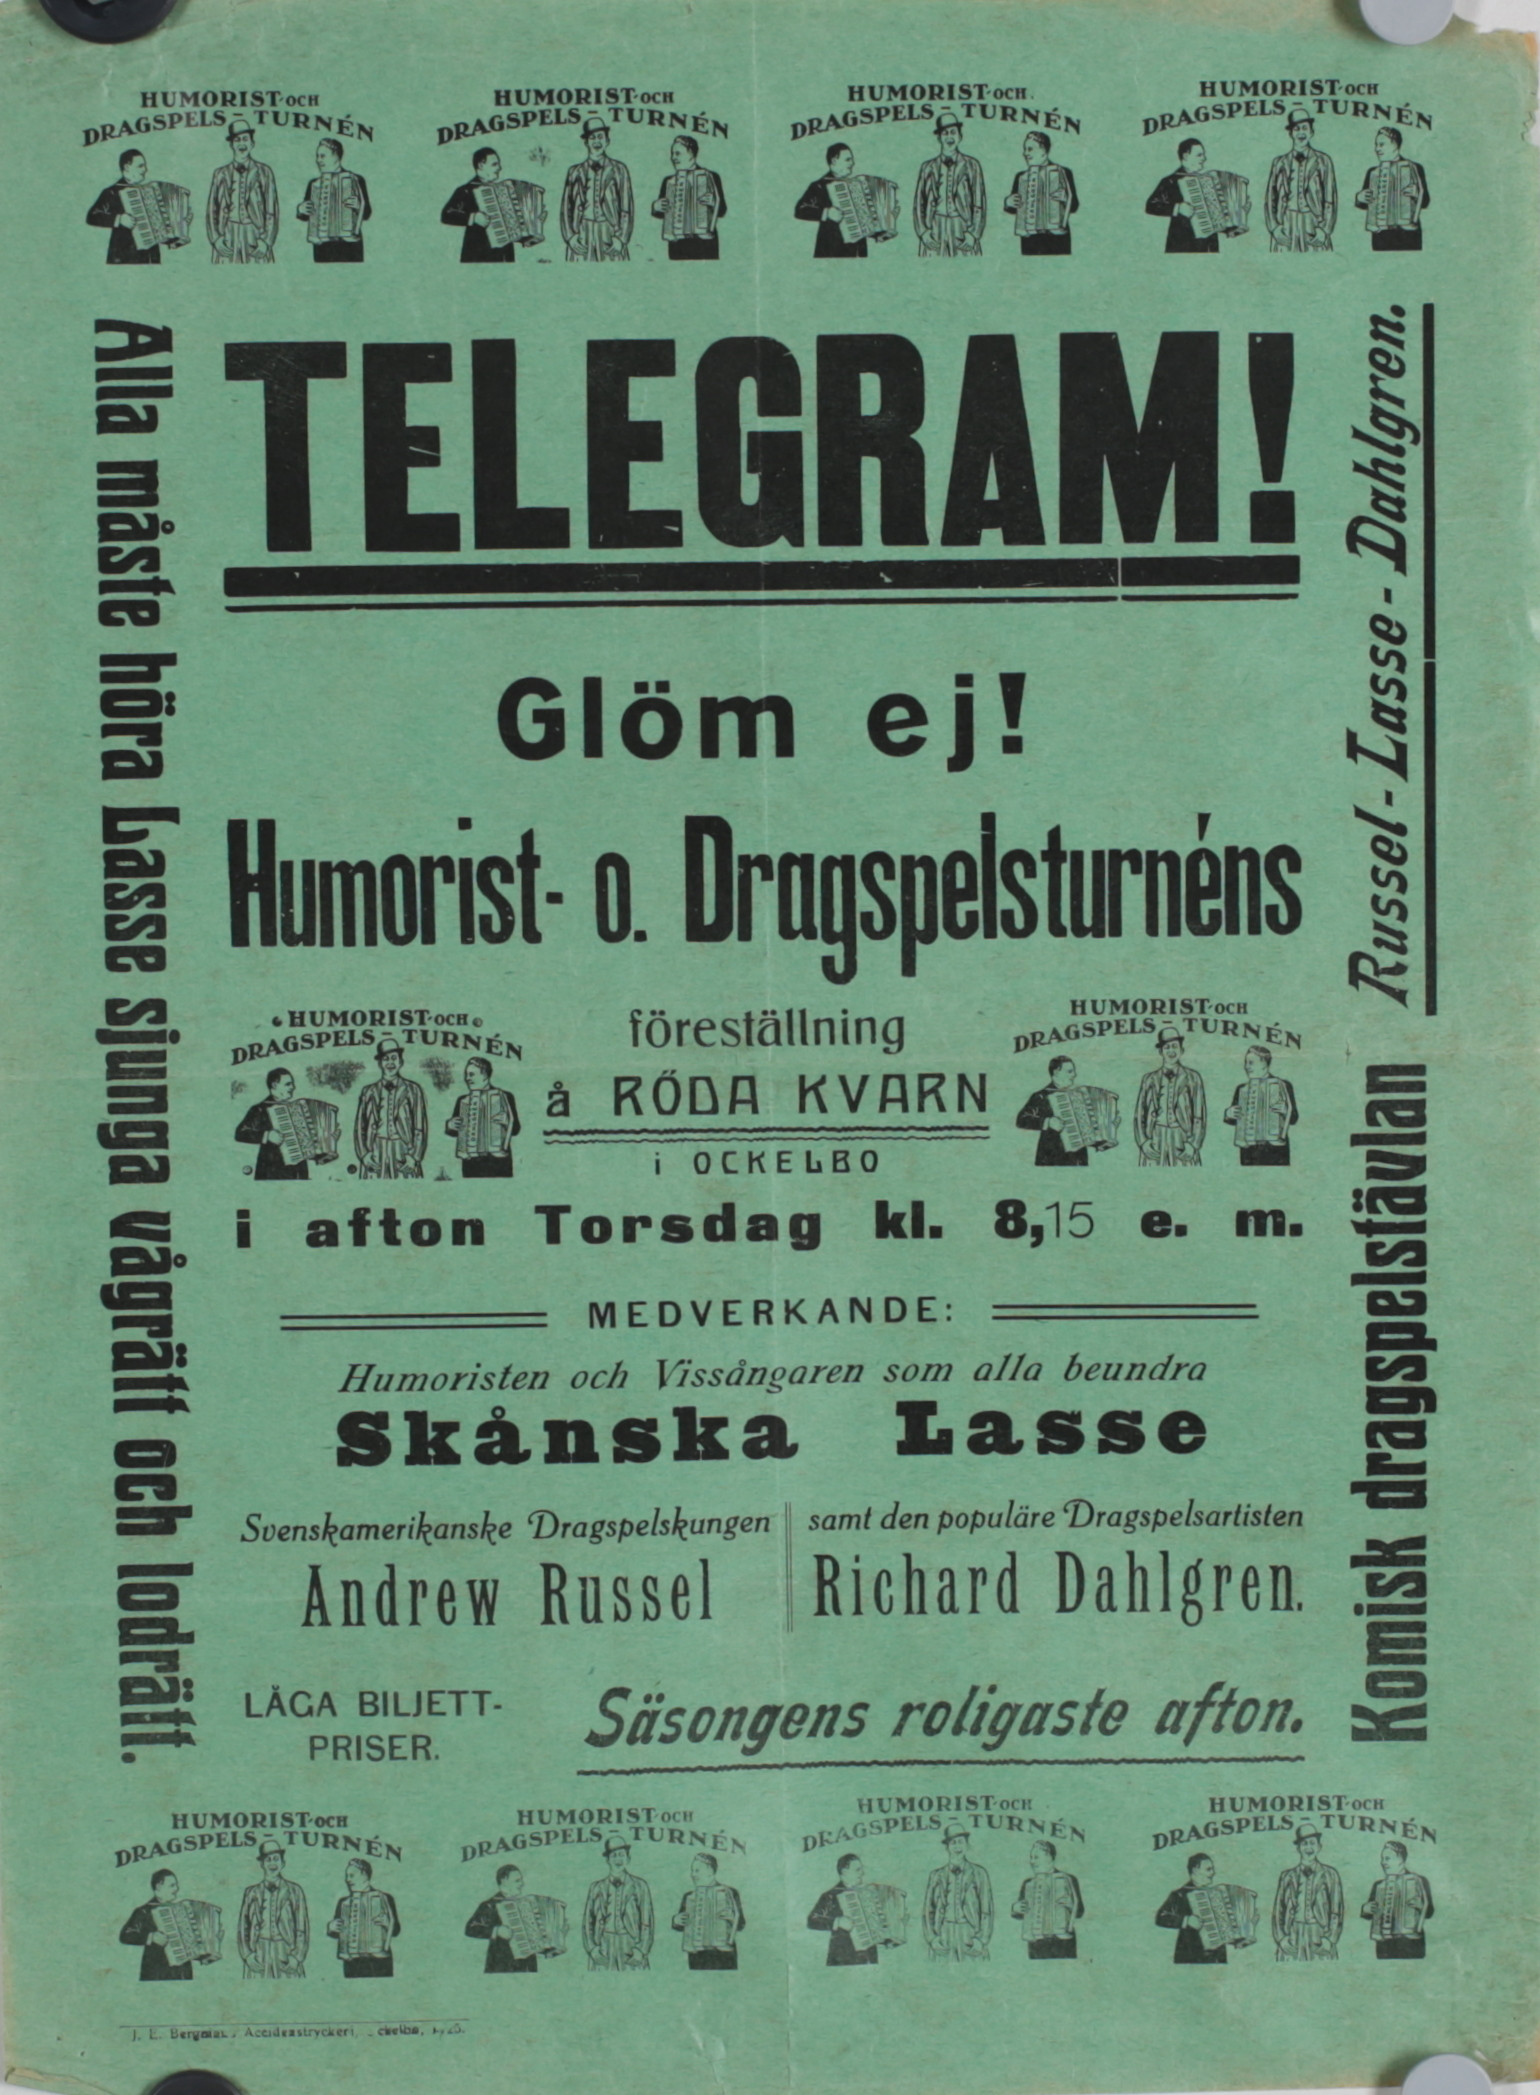 HUMORIST-OCH
DRAGSPELS-TURNÉN
HUMORIST-OCH
DRAGSPELS-TURNÉN
HUMORIST-OCH
DRAGSPELS-TURNÉN
HUMORIST-OCH
DRAGSPELS-TURNÉN
Alla måste höra Lasse sjunga vågrätt och lodrätt.
TELEGRAM!
Glöm ej!
Humorist- o. Dragspelsturnéns
HUMORIST-OCH
DRAGSPELS-TURNÉN
föreställning
å RÖDA KVARN
i OCKELBO
HUMORIST-OCH
DRAGSPELS-TURNÉN
i afton Torsdag kl. 8,15 e. m.
MEDVERKANDE:
Humoristen och Vissångaren som alla beundra
Skånska Lasse
Svenskamerikanske Dragspelskungen
Andrew Russel
samt den populäre Dragspelsartisten
Richard Dahlgren.
LÅGA BILJETT-
PRISER.
Säsongens roligaste afton.
Komisk dragspelstävlan Russel-Lasse-Dahlgren.
HUMORIST-OCH
DRAGSPELS-TURNÉN
HUMORIST-OCH
DRAGSPELS-TURNÉN
HUMORIST-OCH
DRAGSPELS-TURNÉN
HUMORIST-OCH
DRAGSPELS-TURNÉN
J. E. Accidenstryckeri,